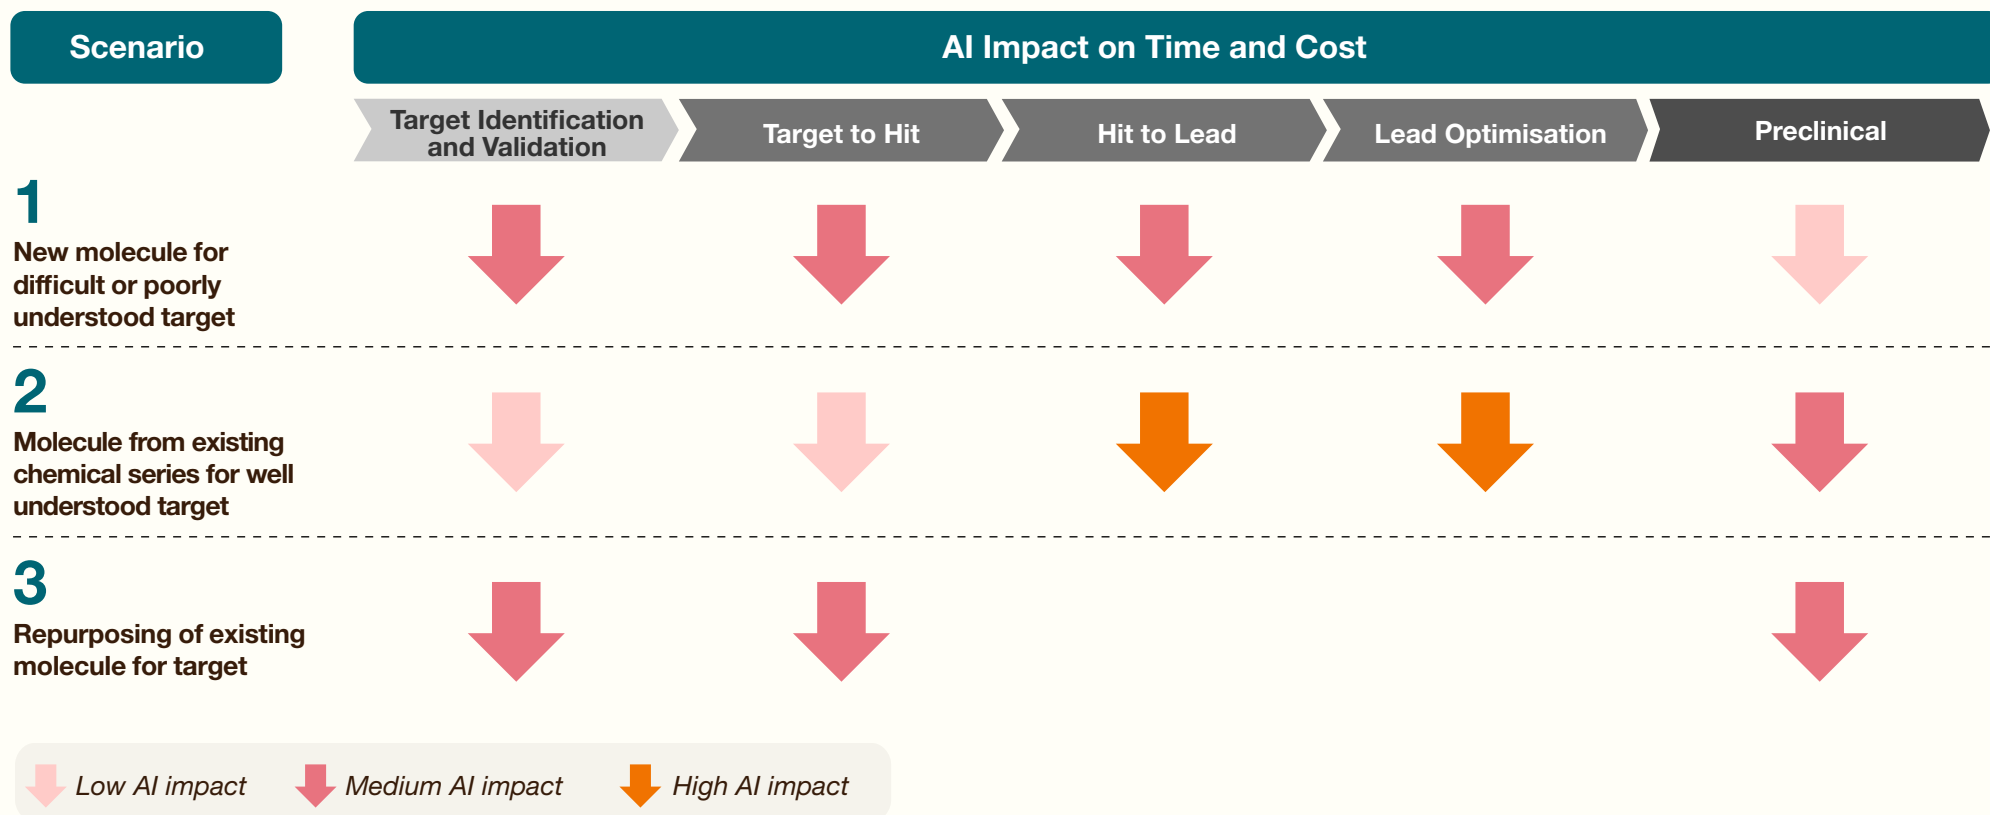 Scenario
AI Impact on Time and Cost
Target Identification
and Validation
Target to Hit
Hit to Lead
Lead Optimisation
Preclinical
1
New molecule for
difficult or poorly
understood target
2
Molecule from existing
chemical series for well
understood target
3
Repurposing of existing
molecule for target
Low AI impact
Medium AI impact
High AI impact